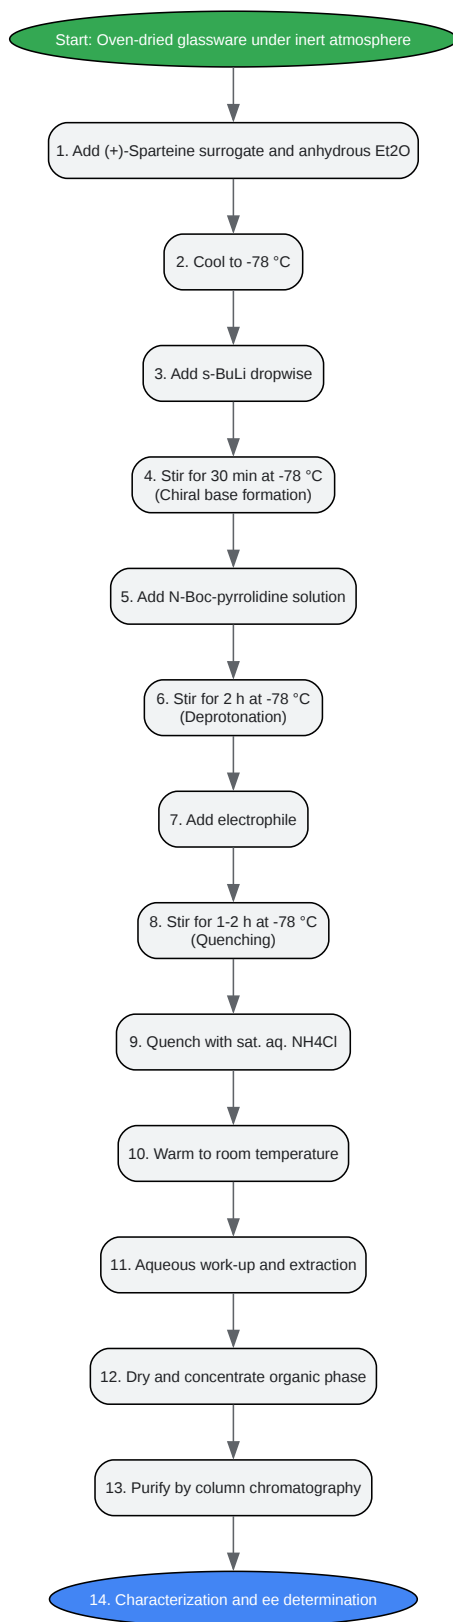 Start: Oven-dried glassware under inert atmosphere
1. Add (+)-Sparteine surrogate and anhydrous Et2O
2. Cool to -78 °C
3. Add s-BuLi dropwise
4. Stir for 30 min at -78 °C
(Chiral base formation)
5. Add N-Boc-pyrrolidine solution
6. Stir for 2 h at -78 °C
(Deprotonation)
7. Add electrophile
8. Stir for 1-2 h at -78 °C
(Quenching)
9. Quench with sat. aq. NH4Cl
10. Warm to room temperature
11. Aqueous work-up and extraction
12. Dry and concentrate organic phase
13. Purify by column chromatography
14. Characterization and ee determination